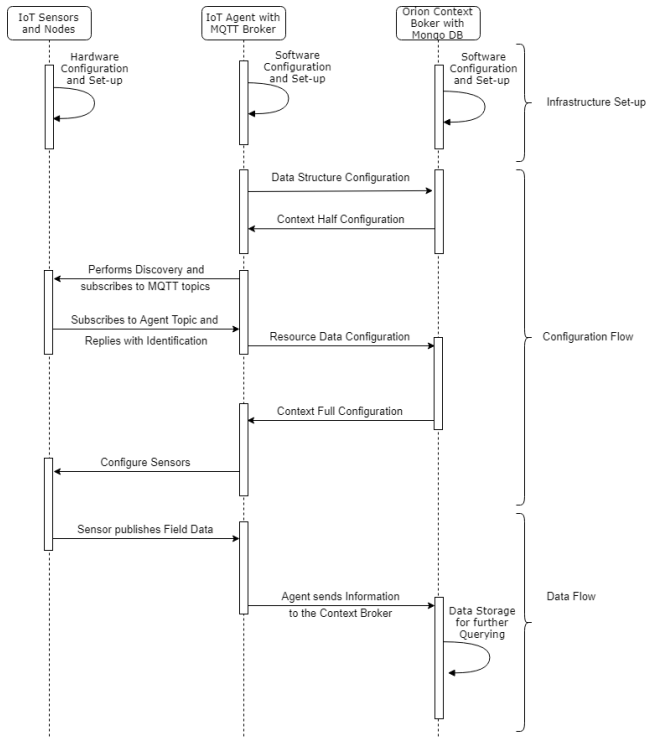 IoT Sensors
and Nodes
IoT Agent with
MQTT Broker
Orion Context
Boker with
Mongo DB
Hardware
Configuration
and Set-up
Software
Configuration
and Set-up
Software
Configuration
and Set-up
Infrastructure Set-up
Data Structure Configuration
Context Half Configuration
Performs Discovery and
subscribes to MQTT topics
Subscribes to Agent Topic and
Replies with Identification
Resource Data Configuration
Configuration Flow
Context Full Configuration
Configure Sensors
Sensor publishes Field Data
Agent sends Information
to the Context Broker
Data Flow
Data Storage
for further
Querying